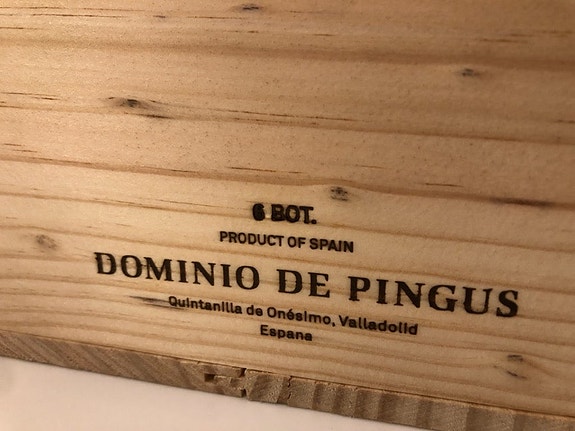 6 BOT.
PRODUCT OF SPAIN
DOMINIO DE PINGUS
Quintanilla de Onésimo, Valladolid
Espana